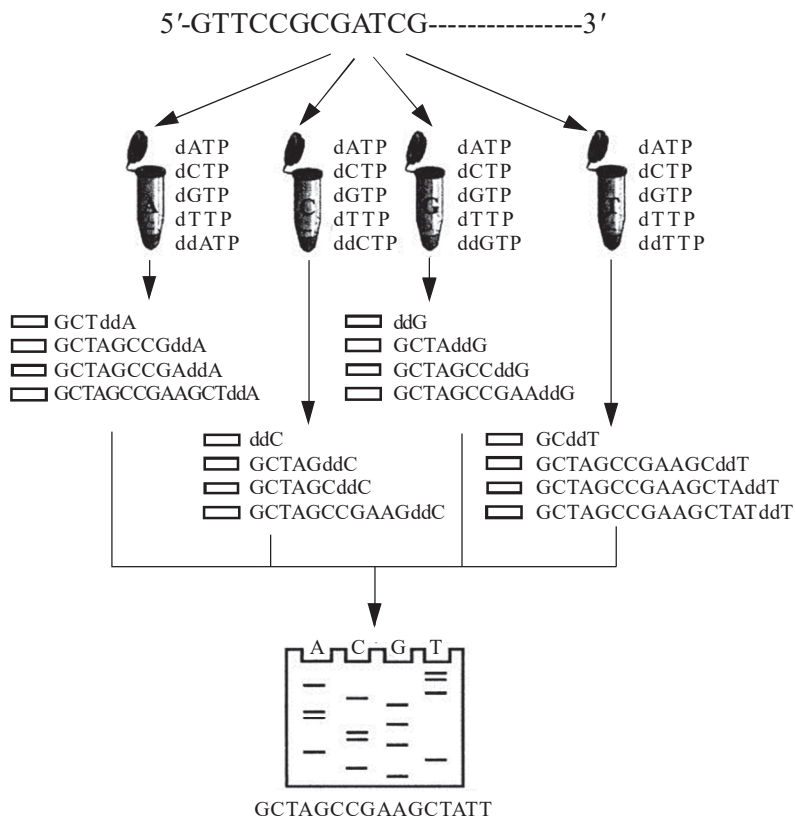 5′-GTTCCGCGATCG----------------3′
dATP
dCTP
dGTP
dTTP
ddATP
A
dATP
dCTP
dGTP
dTTP
ddCTP
C
dATP
dCTP
dGTP
dTTP
ddGTP
G
dATP
dCTP
dGTP
dTTP
ddTTP
T
GCTddA
GCTAGCCGddA
GCTAGCCGAddA
GCTAGCCGAAGCTddA
ddG
GCTAddG
GCTAGCCddG
GCTAGCCGAAddG
ddC
GCTAGddC
GCTAGCddC
GCTAGCCGAAGddC
GCddT
GCTAGCCGAAGCddT
GCTAGCCGAAGCTAddT
GCTAGCCGAAGCTATddT
A C G T
GCTAGCCGAAGCTATT